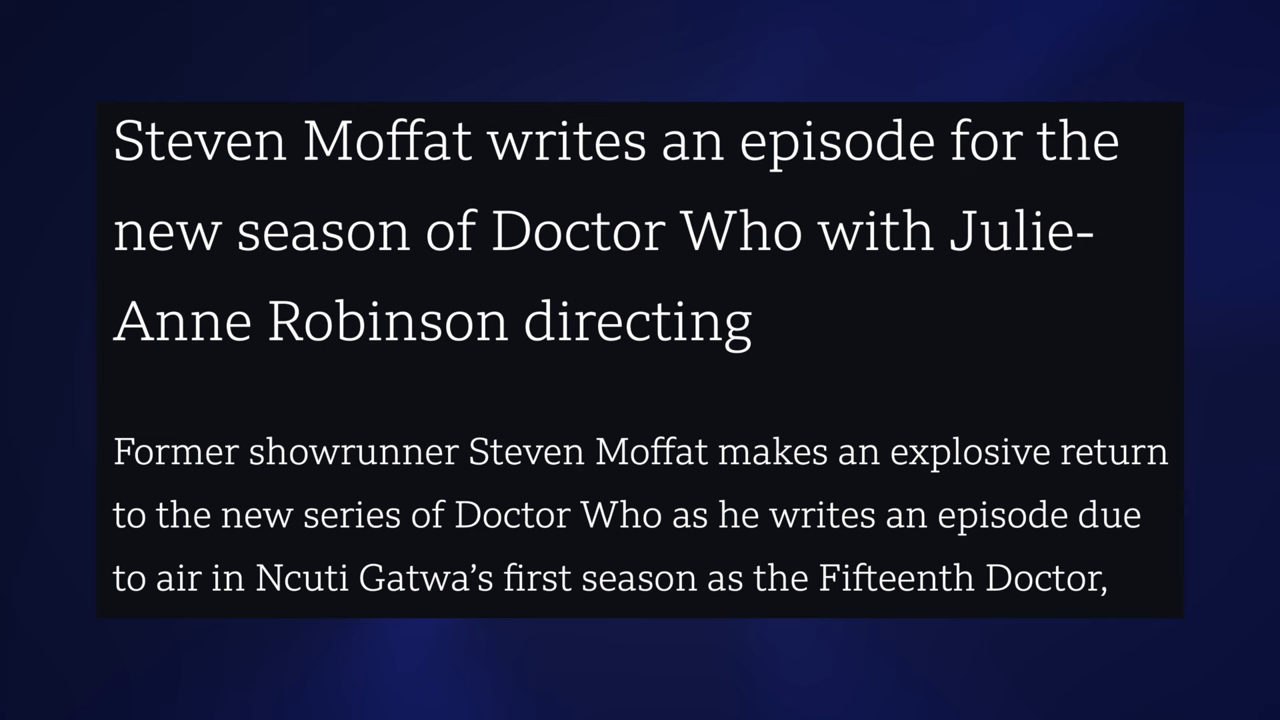 Steven Moffat writes an episode for the
new season of Doctor Who with Julie-
Anne Robinson directing
Former showrunner Steven Moffat makes an explosive return
to the new series of Doctor Who as he writes an episode due
to air in Ncuti Gatwa’s first season as the Fifteenth Doctor,